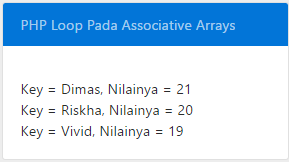 PHP Loop Pada Associative Arrays
Key = Dimas, Nilainya = 21
Key = Riskha, Nilainya = 20
Key = Vivid, Nilainya = 19